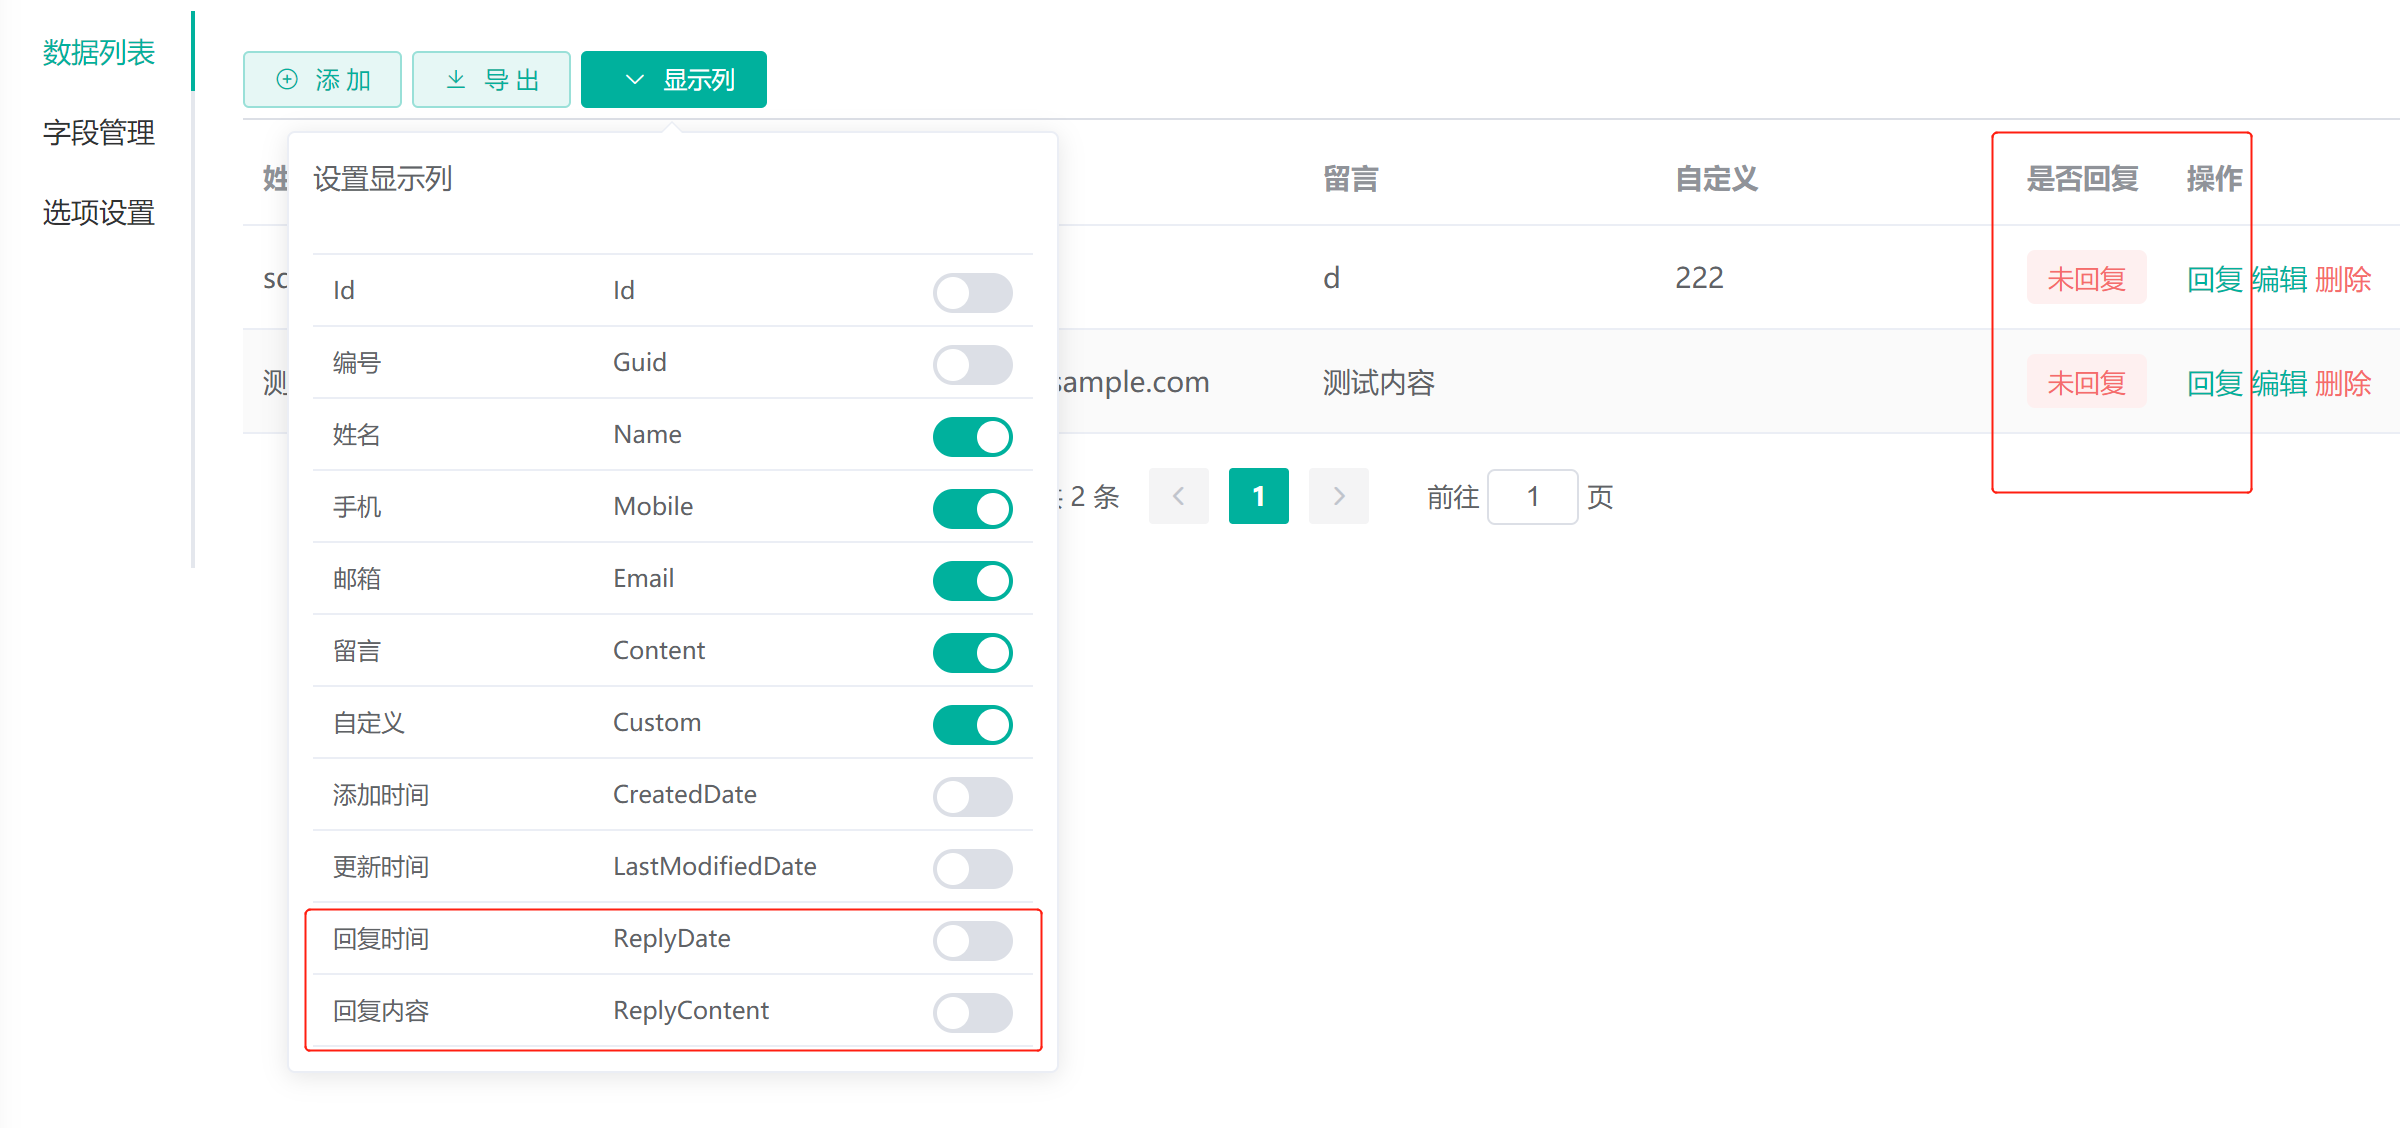 数据列表
字段管理
选项设置
添 加 导 出 显示列
设置显示列
Id Id
编号 Guid
姓名 Name
手机 Mobile
邮箱 Email
留言 Content
自定义 Custom
添加时间 CreatedDate
更新时间 LastModifiedDate
回复时间 ReplyDate
回复内容 ReplyContent
姓 留言 自定义 是否回复 操作
d 222 未回复 回复 编辑 删除
测 sample.com 测试内容 未回复 回复 编辑 删除
2 条 1 前往 1 页